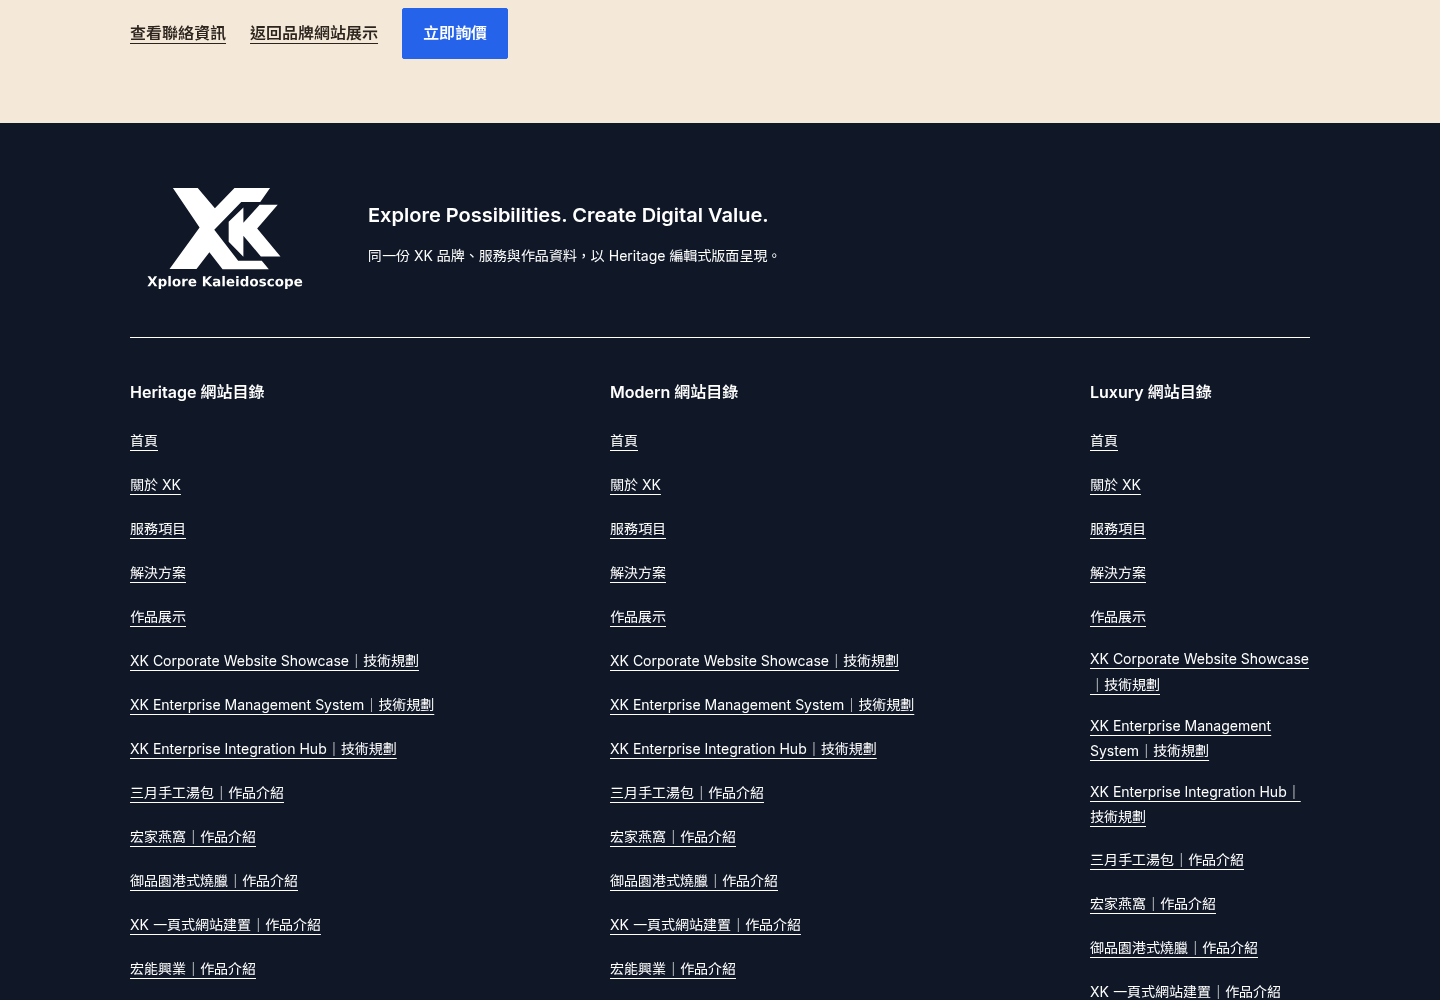 查看聯絡資訊 返回品牌網站展示 立即詢價
XK
Xplore Kaleidoscope
Explore Possibilities. Create Digital Value.
同一份 XK 品牌、服務與作品資料，以 Heritage 編輯式版面呈現。
Heritage 網站目錄
首頁
關於 XK
服務項目
解決方案
作品展示
XK Corporate Website Showcase｜技術規劃
XK Enterprise Management System｜技術規劃
XK Enterprise Integration Hub｜技術規劃
三月手工湯包｜作品介紹
宏家燕窩｜作品介紹
御品園港式燒臘｜作品介紹
XK 一頁式網站建置｜作品介紹
宏能興業｜作品介紹
Modern 網站目錄
首頁
關於 XK
服務項目
解決方案
作品展示
XK Corporate Website Showcase｜技術規劃
XK Enterprise Management System｜技術規劃
XK Enterprise Integration Hub｜技術規劃
三月手工湯包｜作品介紹
宏家燕窩｜作品介紹
御品園港式燒臘｜作品介紹
XK 一頁式網站建置｜作品介紹
宏能興業｜作品介紹
Luxury 網站目錄
首頁
關於 XK
服務項目
解決方案
作品展示
XK Corporate Website Showcase
｜技術規劃
XK Enterprise Management
System｜技術規劃
XK Enterprise Integration Hub｜
技術規劃
三月手工湯包｜作品介紹
宏家燕窩｜作品介紹
御品園港式燒臘｜作品介紹
XK 一頁式網站建置｜作品介紹